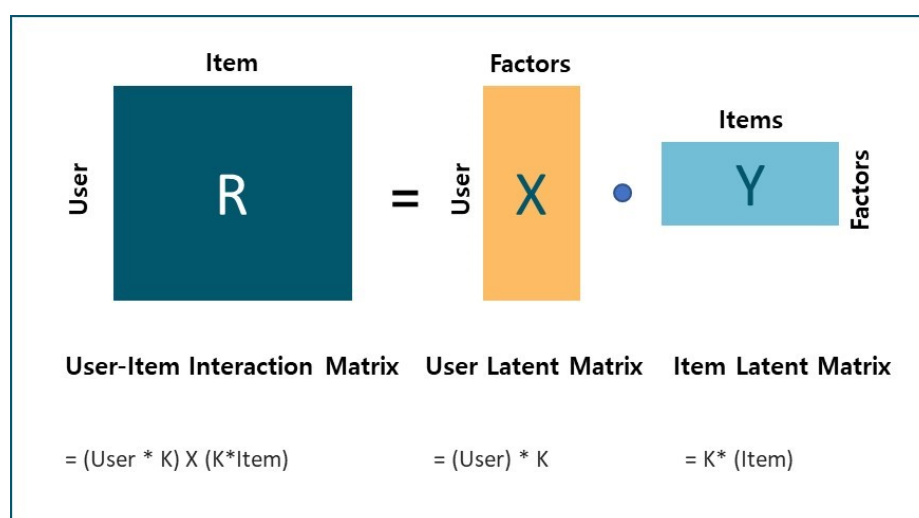 Item
User
R
=
Factors
User
X
Items
Y
Factors
User-Item Interaction Matrix
User Latent Matrix
Item Latent Matrix
= (User * K) X (K*Item)
= (User) * K
= K* (Item)